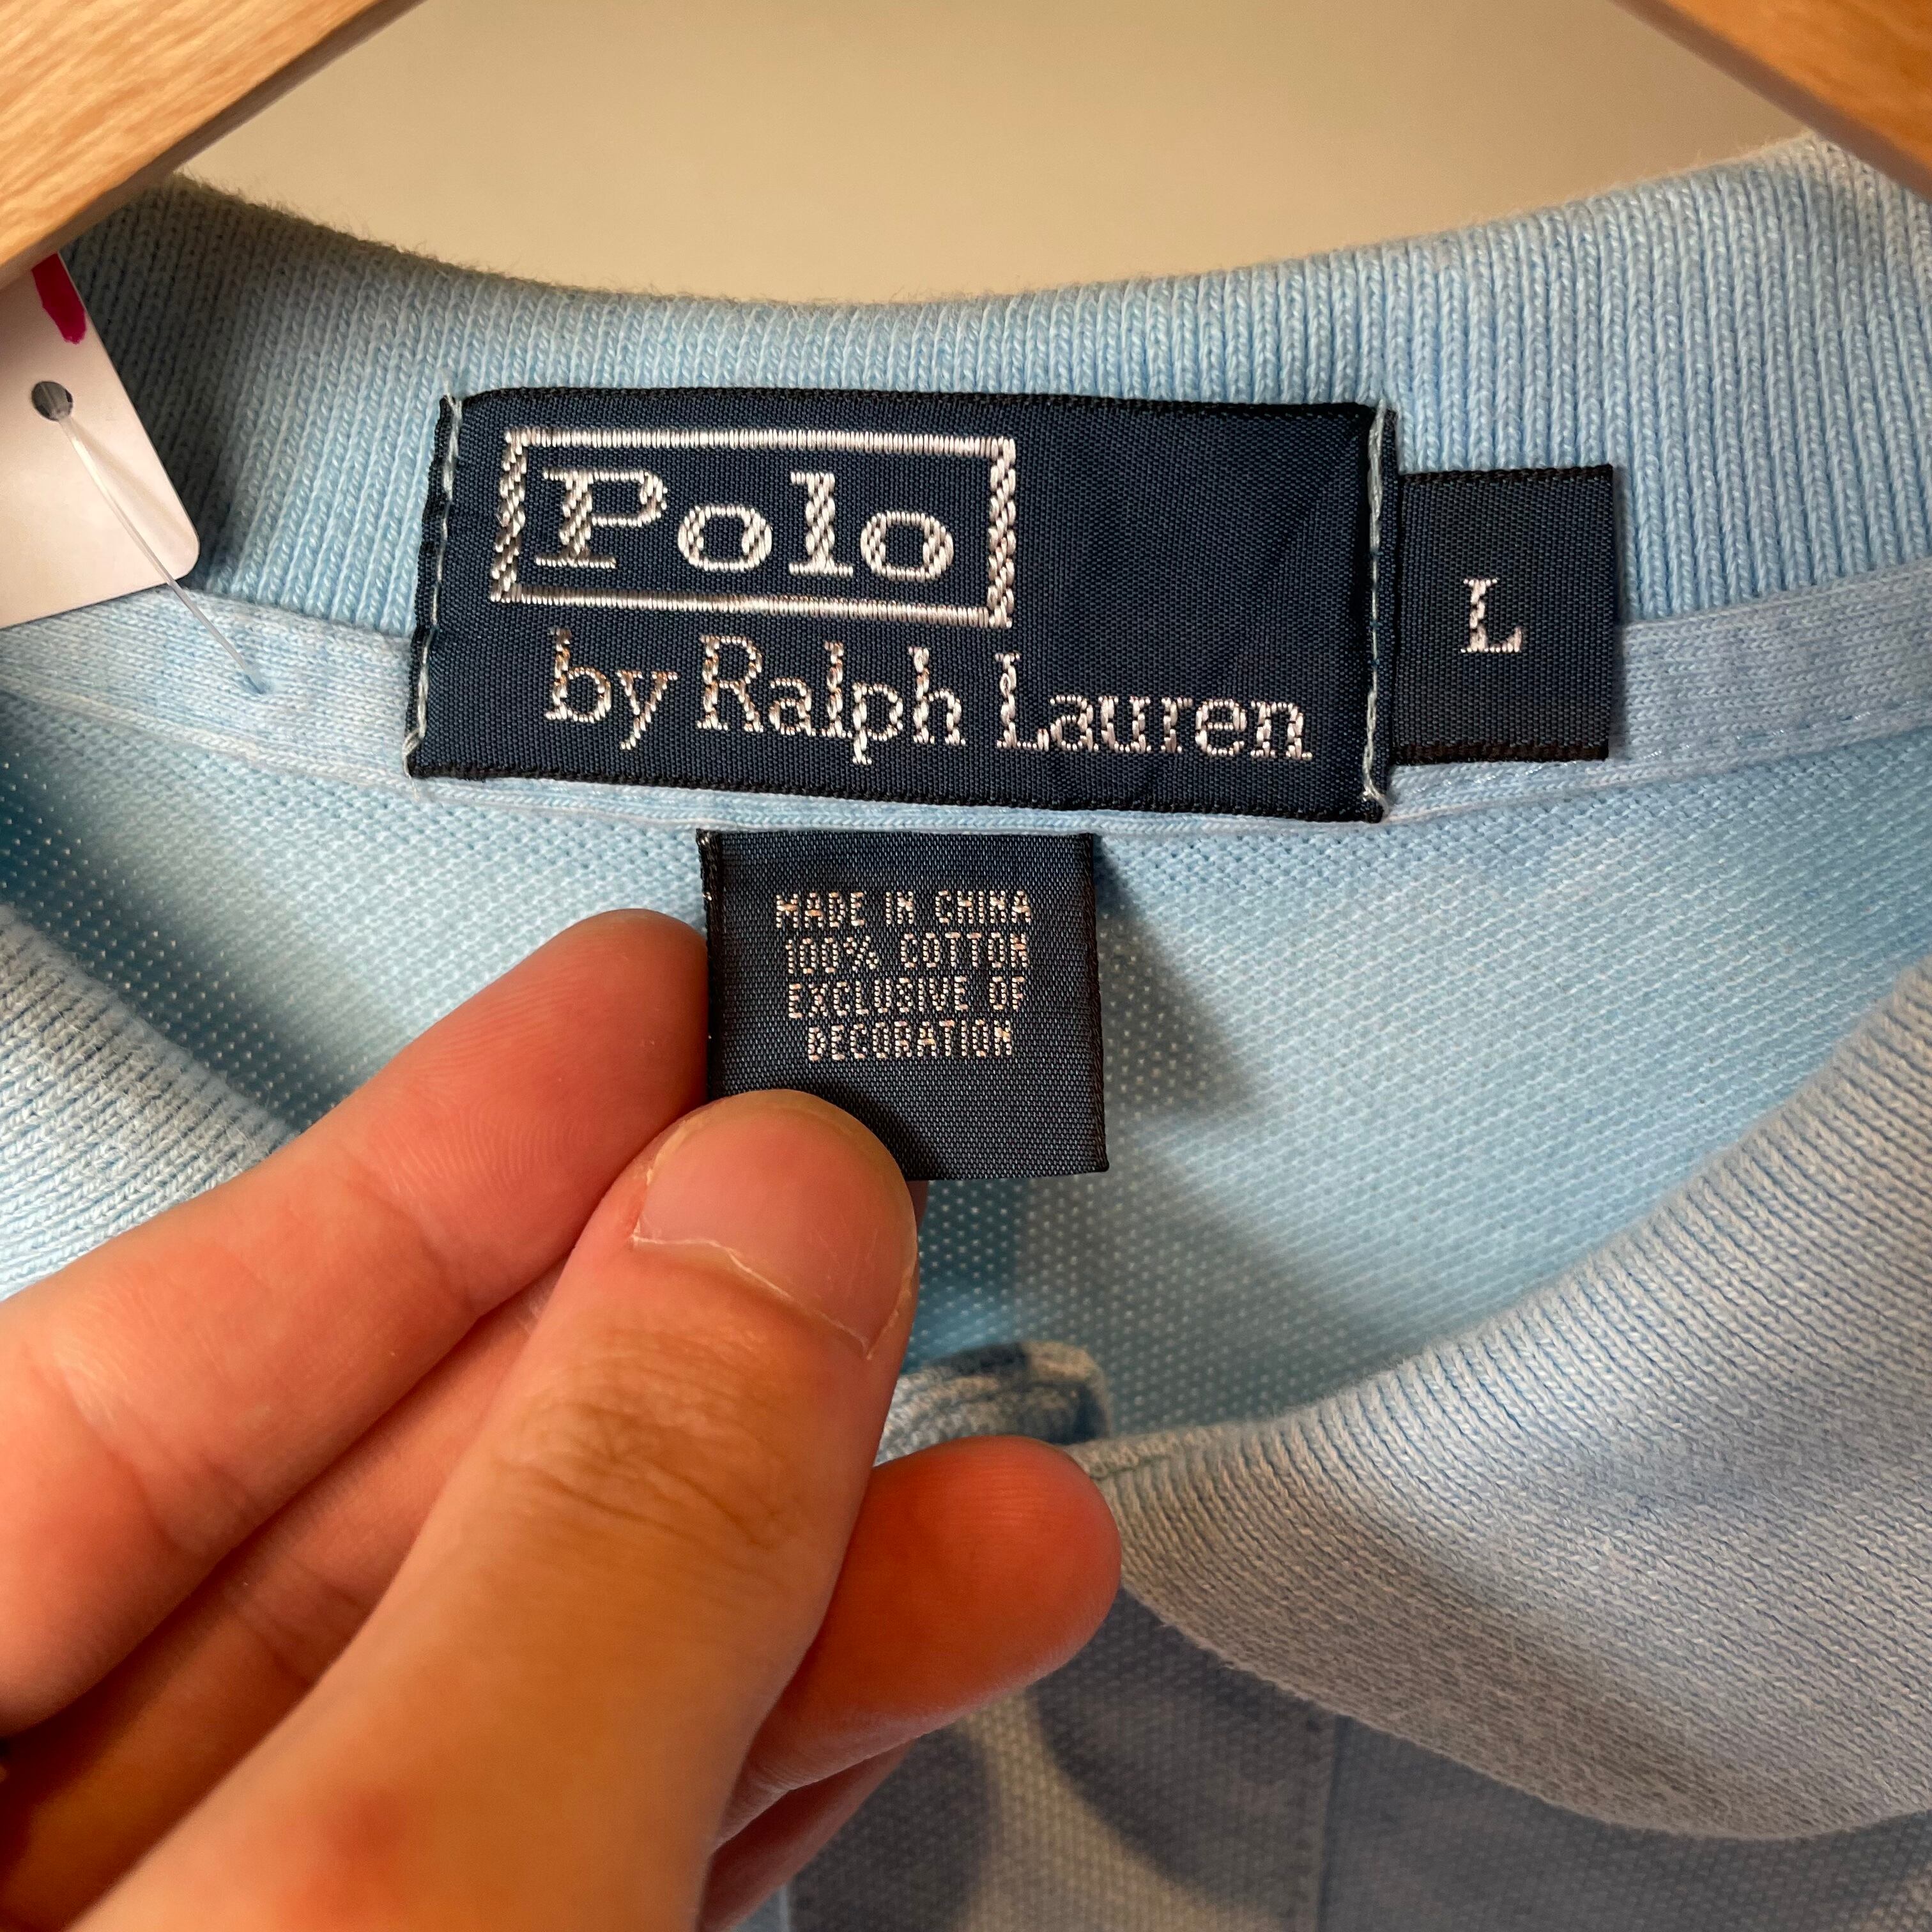 Polo
by Ralph Lauren
L
MADE IN CHINA
100% COTTON
EXCLUSIVE OF
DECORATION